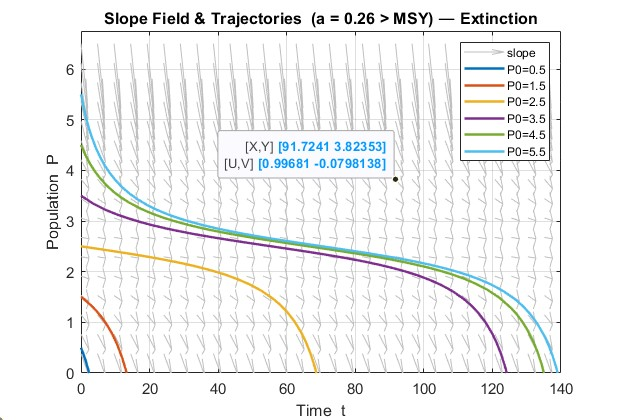 Slope Field & Trajectories (a = 0.26 > MSY) — Extinction
slope
P0=0.5
P0=1.5
P0=2.5
P0=3.5
P0=4.5
P0=5.5
[X,Y] [91.7241 3.82353]
[U,V] [0.99681 -0.0798138]
Population P
6
5
4
3
2
1
0
0 20 40 60 80 100 120 140
Time t